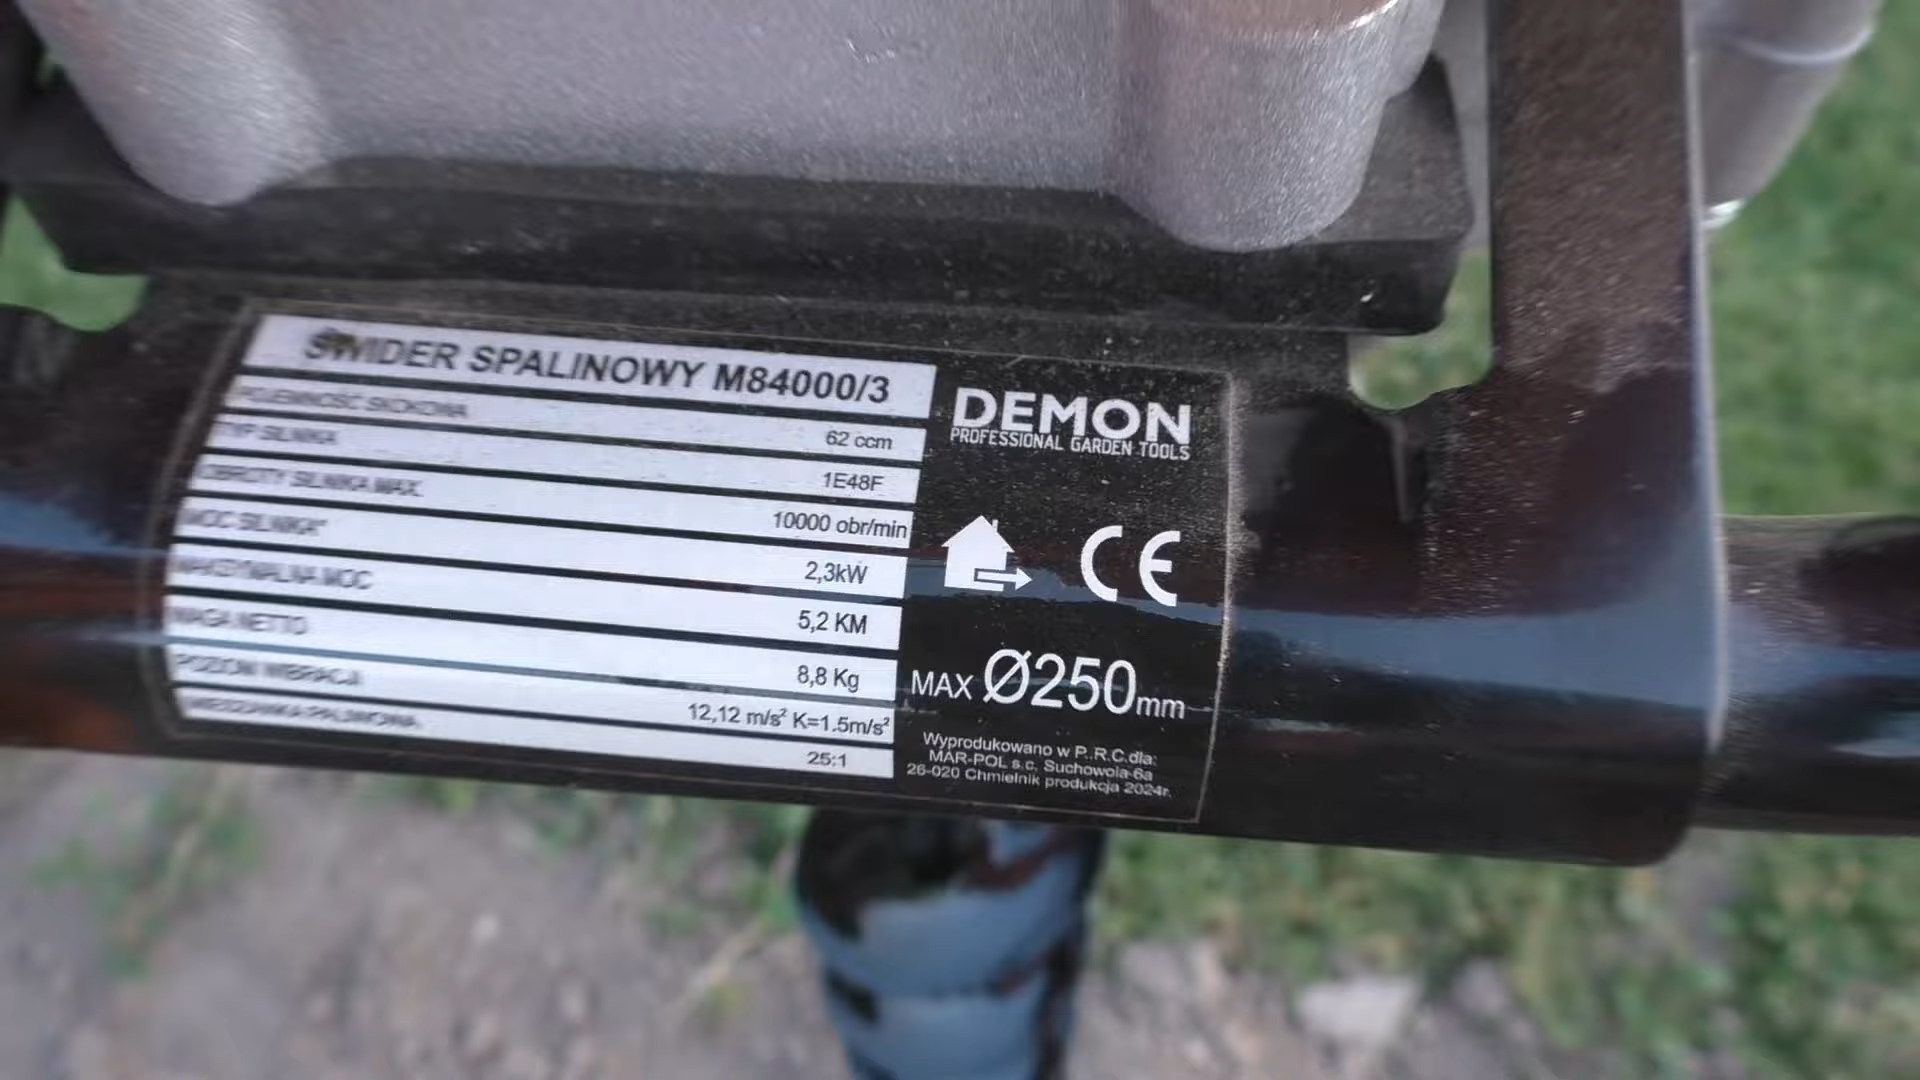 ŚWIDER SPALINOWY M84000/3
POJEMNOŚĆ SKOKOWA 62 ccm
TYP SILNIKA 1E48F
OBROTY SILNIKA MAX. 10000 obr/min
MOC SILNIKA* 2,3kW
MAKSYMALNA MOC 5,2 KM
WAGA NETTO 8,8 Kg
POZIOM WIBRACJI 12,12 m/s² K=1.5m/s²
MIESZANKA PALIWOWA 25:1
DEMON
PROFESSIONAL GARDEN TOOLS
CE
MAX Ø250mm
Wyprodukowano w P.R.C.dla:
MAR-POL s.c. Suchowola 6a
26-020 Chmielnik produkcja 2024r.